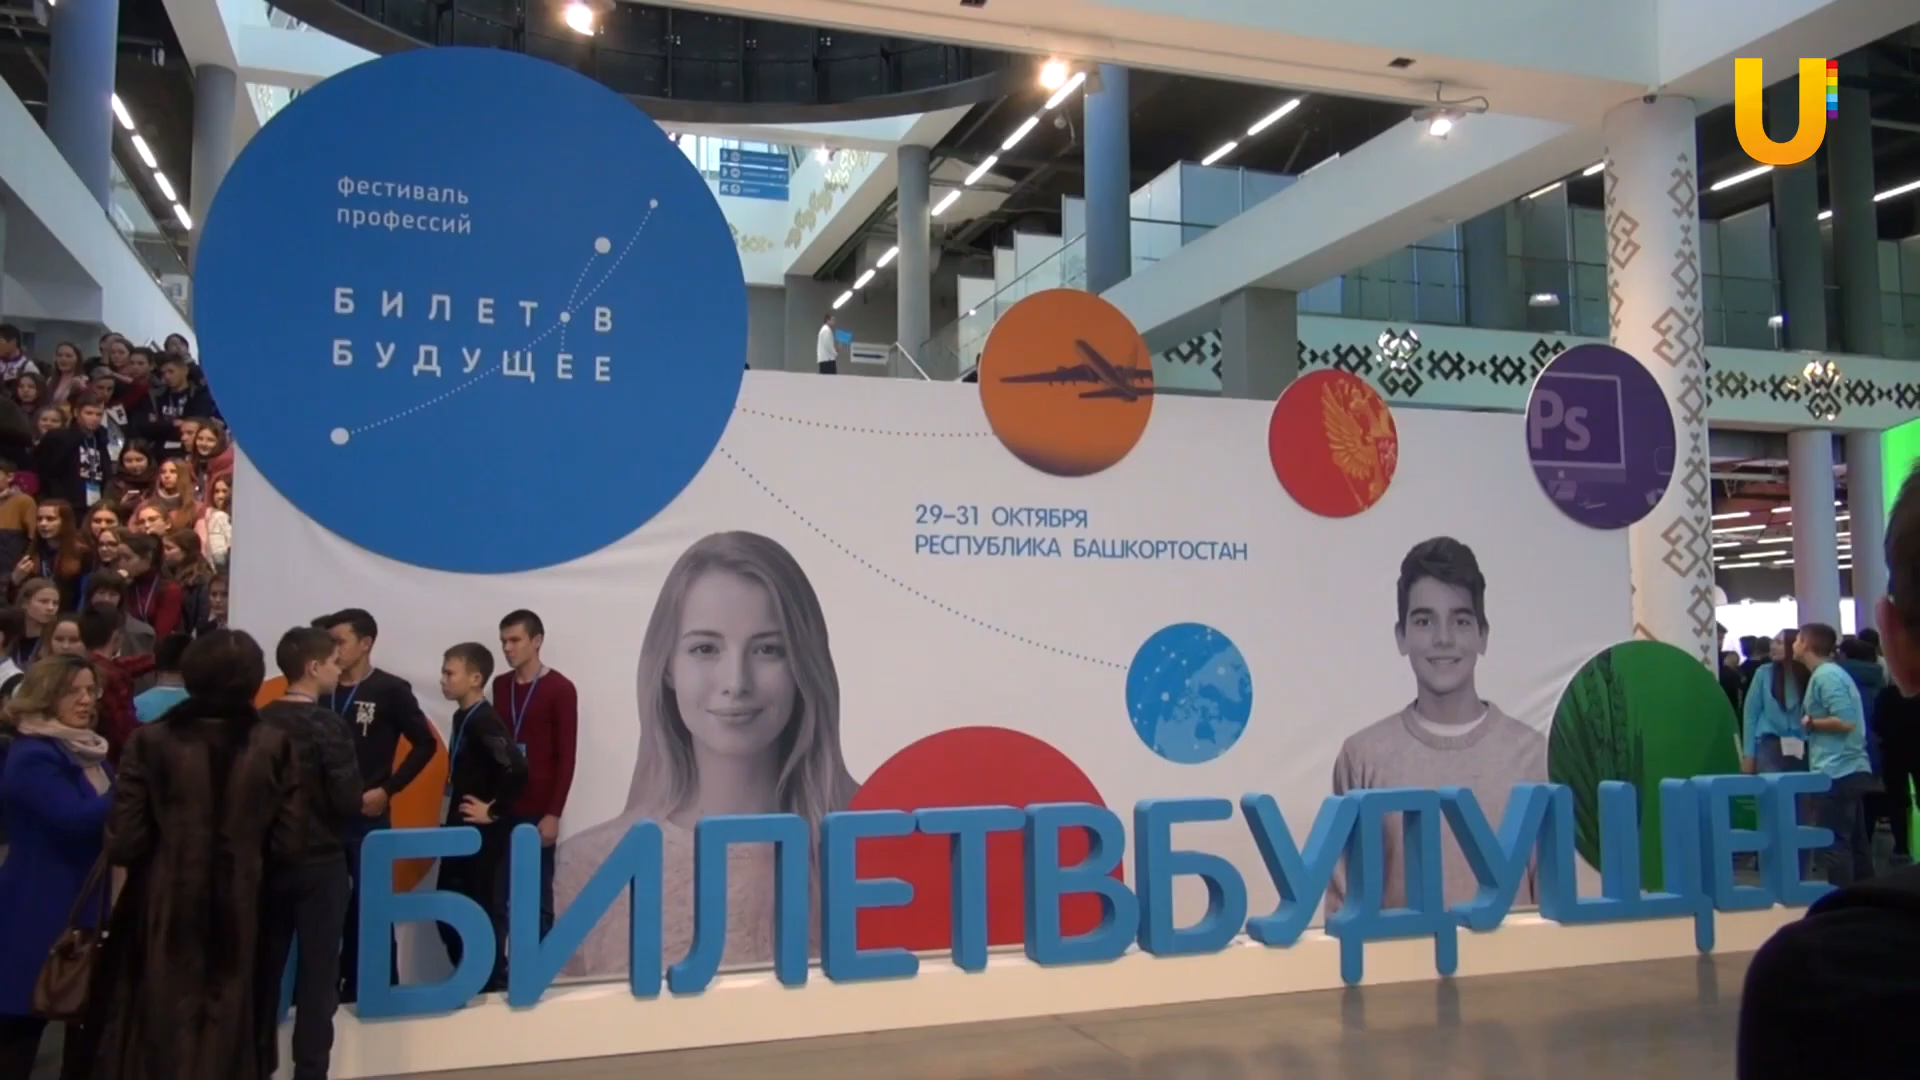 фестиваль
профессий
БИЛЕТ В
БУДУЩЕЕ
29–31 ОКТЯБРЯ
РЕСПУБЛИКА БАШКОРТОСТАН
Ps
БИЛЕТВБУДУЩЕЕ
U